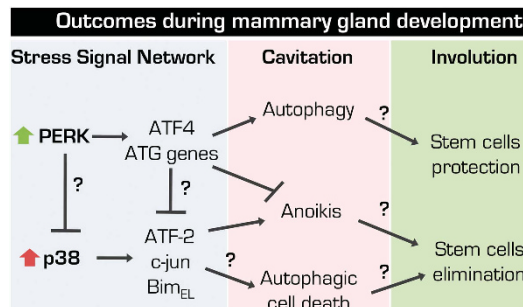 Outcomes during mammary gland development
Stress Signal Network
Cavitation
Involution
PERK
ATF4
ATG genes
Autophagy
?
Stem cells
protection
?
?
p38
ATF-2
c-jun
Bim_EL
Anoikis
?
?
Autophagic
cell death
?
Stem cells
elimination